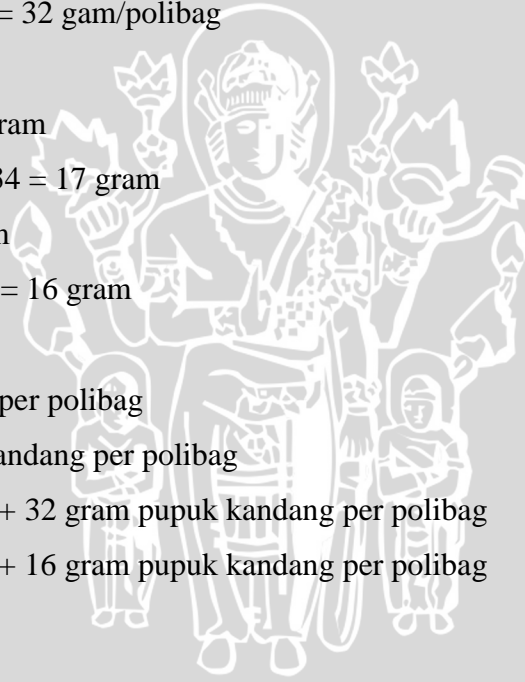 = 32 gam/polibag
ram
34 = 17 gram
= 16 gram
per polibag
andang per polibag
+ 32 gram pupuk kandang per polibag
+ 16 gram pupuk kandang per polibag